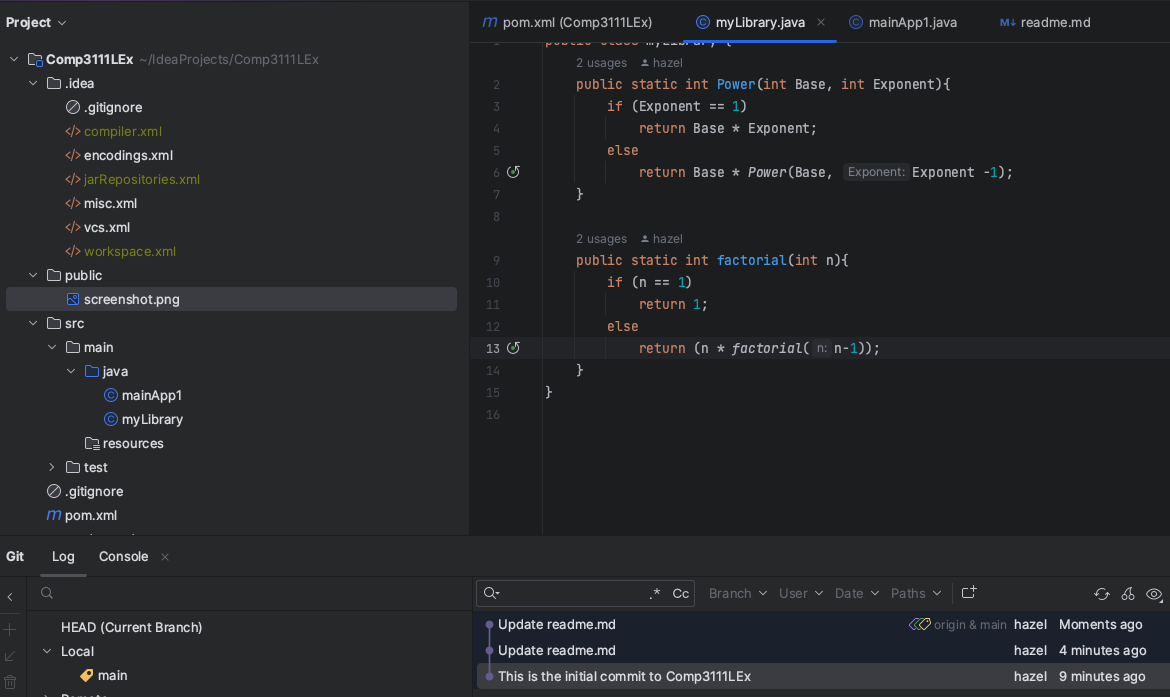 Project
Comp3111LEx ~/IdeaProjects/Comp3111LEx
.idea
.gitignore
compiler.xml
encodings.xml
jarRepositories.xml
misc.xml
vcs.xml
workspace.xml
public
screenshot.png
src
main
java
mainApp1
myLibrary
resources
test
.gitignore
pom.xml
pom.xml (Comp3111LEx) myLibrary.java mainApp1.java readme.md
2 usages hazel
2 public static int Power(int Base, int Exponent){
3 if (Exponent == 1)
4 return Base * Exponent;
5 else
6 return Base * Power(Base, Exponent: Exponent -1);
7 }
8
2 usages hazel
9 public static int factorial(int n){
10 if (n == 1)
11 return 1;
12 else
13 return (n * factorial( n: n-1));
14 }
15 }
16
Git Log Console
HEAD (Current Branch)
Local
main
.* Cc Branch User Date Paths
Update readme.md origin & main hazel Moments ago
Update readme.md hazel 4 minutes ago
This is the initial commit to Comp3111LEx hazel 9 minutes ago